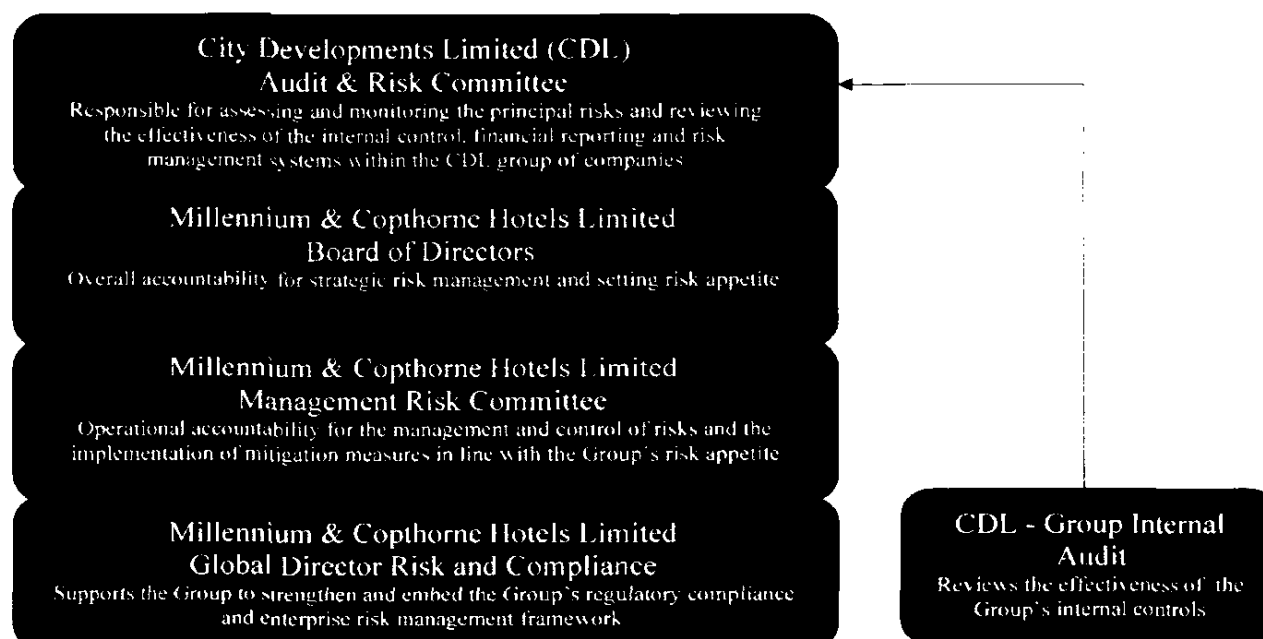 City Developments Limited (CDL)
Audit & Risk Committee
Responsible for assessing and monitoring the principal risks and reviewing
the effectiveness of the internal control, financial reporting and risk
management systems within the CDL group of companies
Millennium & Copthorne Hotels Limited
Board of Directors
Overall accountability for strategic risk management and setting risk appetite
Millennium & Copthorne Hotels Limited
Management Risk Committee
Operational accountability for the management and control of risks and the
implementation of mitigation measures in line with the Group's risk appetite
Millennium & Copthorne Hotels Limited
Global Director Risk and Compliance
Supports the Group to strengthen and embed the Group's regulatory compliance
and enterprise risk management framework
CDL - Group Internal
Audit
Reviews the effectiveness of the
Group's internal controls